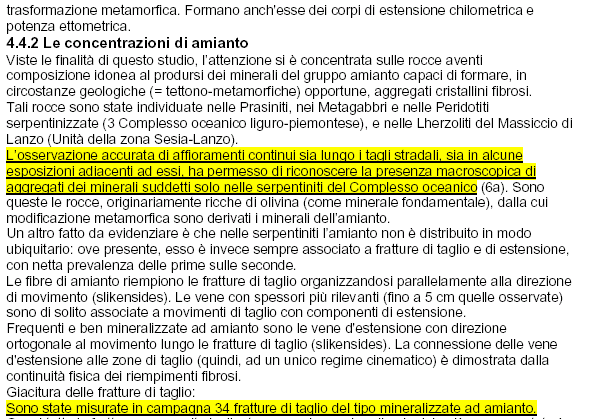 trasformazione metamorfica. Formano anch'esse dei corpi di estensione chilometrica e
potenza ettometrica.
4.4.2 Le concentrazioni di amianto
Viste le finalità di questo studio, l'attenzione si è concentrata sulle rocce aventi
composizione idonea al prodursi dei minerali del gruppo amianto capaci di formare, in
circostanze geologiche (= tettono-metamorfiche) opportune, aggregati cristallini fibrosi.
Tali rocce sono state individuate nelle Prasiniti, nei Metagabbri e nelle Peridotiti
serpentinizzate (3 Complesso oceanico liguro-piemontese), e nelle Lherzoliti del Massiccio di
Lanzo (Unità della zona Sesia-Lanzo).
L'osservazione accurata di affioramenti continui sia lungo i tagli stradali, sia in alcune
esposizioni adiacenti ad essi, ha permesso di riconoscere la presenza macroscopica di
aggregati dei minerali suddetti solo nelle serpentiniti del Complesso oceanico (6a). Sono
queste le rocce, originariamente ricche di olivina (come minerale fondamentale), dalla cui
modificazione metamorfica sono derivati i minerali dell'amianto.
Un altro fatto da evidenziare è che nelle serpentiniti l'amianto non è distribuito in modo
ubiquitario: ove presente, esso è invece sempre associato a fratture di taglio e di estensione,
con netta prevalenza delle prime sulle seconde.
Le fibre di amianto riempiono le fratture di taglio organizzandosi parallelamente alla direzione
di movimento (slikensides). Le vene con spessori più rilevanti (fino a 5 cm quelle osservate)
sono di solito associate a movimenti di taglio con componenti di estensione.
Frequenti e ben mineralizzate ad amianto sono le vene d'estensione con direzione
ortogonale al movimento lungo le fratture di taglio (slikensides). La connessione delle vene
d'estensione alle zone di taglio (quindi, ad un unico regime cinematico) è dimostrata dalla
continuità fisica dei riempimenti fibrosi.
Giacitura delle fratture di taglio:
Sono state misurate in campagna 34 fratture di taglio del tipo mineralizzate ad amianto.